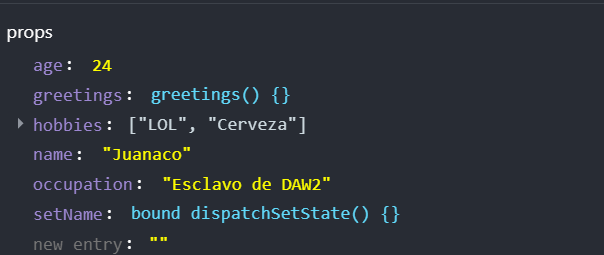 props
age: 24
greetings: greetings() {}
hobbies: ["LOL", "Cerveza"]
name: "Juanaco"
occupation: "Esclavo de DAW2"
setName: bound dispatchSetState() {}
new entry: ""